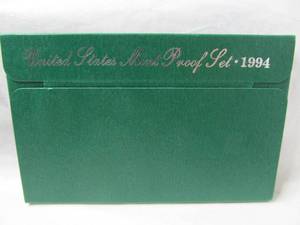 United States Mint Proof Set • 1994